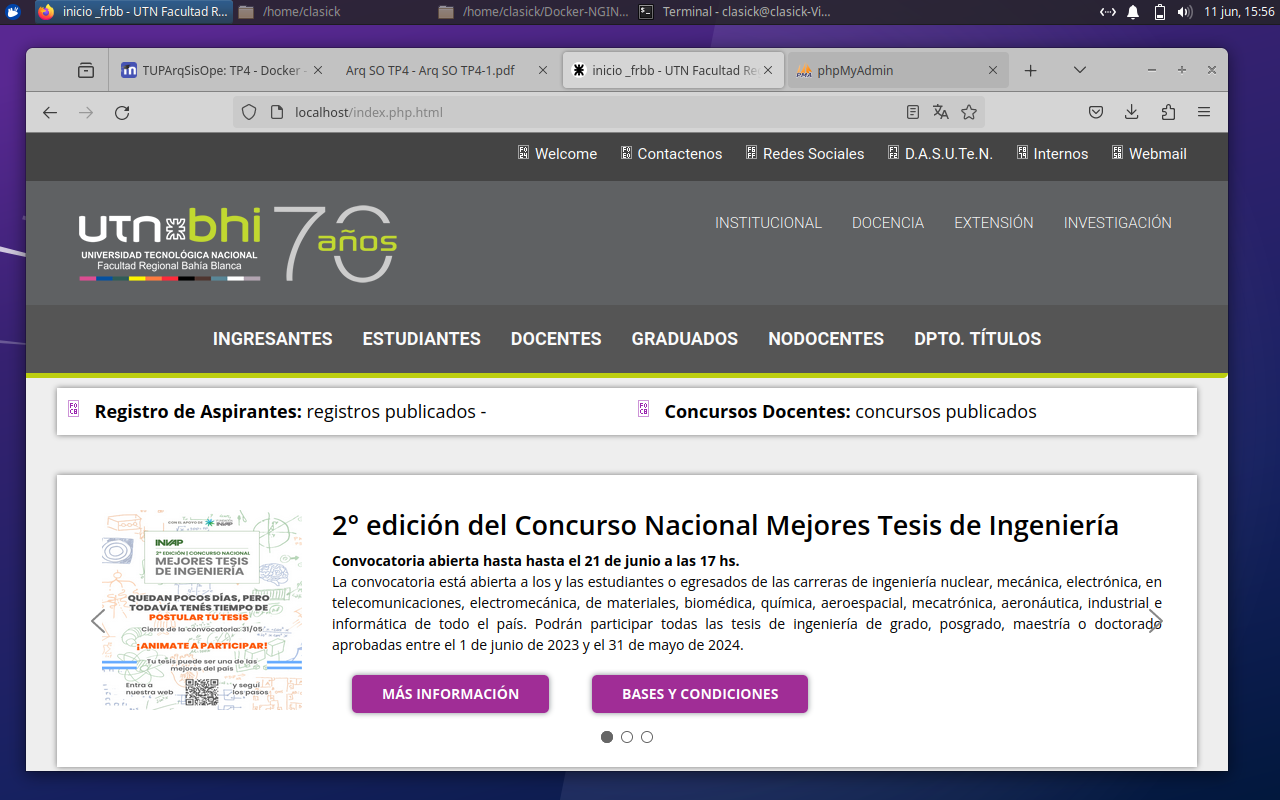 inicio _frbb - UTN Facultad R...
/home/clasick
/home/clasick/Docker-NGIN...
Terminal - clasick@clasick-Vi...
11 jun, 15:56
TUPArqSisOpe: TP4 - Docker -
Arq SO TP4 - Arq SO TP4-1.pdf
inicio _frbb - UTN Facultad Re
phpMyAdmin
localhost/index.php.html
Welcome
Contactenos
Redes Sociales
D.A.S.U.Te.N.
Internos
Webmail
utn bhi 70 años
UNIVERSIDAD TECNOLÓGICA NACIONAL
Facultad Regional Bahía Blanca
INSTITUCIONAL
DOCENCIA
EXTENSIÓN
INVESTIGACIÓN
INGRESANTES
ESTUDIANTES
DOCENTES
GRADUADOS
NODOCENTES
DPTO. TÍTULOS
Registro de Aspirantes: registros publicados -
Concursos Docentes: concursos publicados
CON EL APOYO DE
INVAP
2° EDICIÓN | CONCURSO NACIONAL
MEJORES TESIS
DE INGENIERÍA
QUEDAN POCOS DÍAS, PERO
TODAVÍA TENÉS TIEMPO DE
POSTULAR TU TESIS
Cierre de la convocatoria: 31/05
¡ANIMATE A PARTICIPAR!
Tu tesis puede ser una de las
mejores del país
Entra a
nuestra web
y seguí
los pasos
2° edición del Concurso Nacional Mejores Tesis de Ingeniería
Convocatoria abierta hasta hasta el 21 de junio a las 17 hs.
La convocatoria está abierta a los y las estudiantes o egresados de las carreras de ingeniería nuclear, mecánica, electrónica, en
telecomunicaciones, electromecánica, de materiales, biomédica, química, aeroespacial, mecatrónica, aeronáutica, industrial e
informática de todo el país. Podrán participar todas las tesis de ingeniería de grado, posgrado, maestría o doctorado
aprobadas entre el 1 de junio de 2023 y el 31 de mayo de 2024.
MÁS INFORMACIÓN
BASES Y CONDICIONES